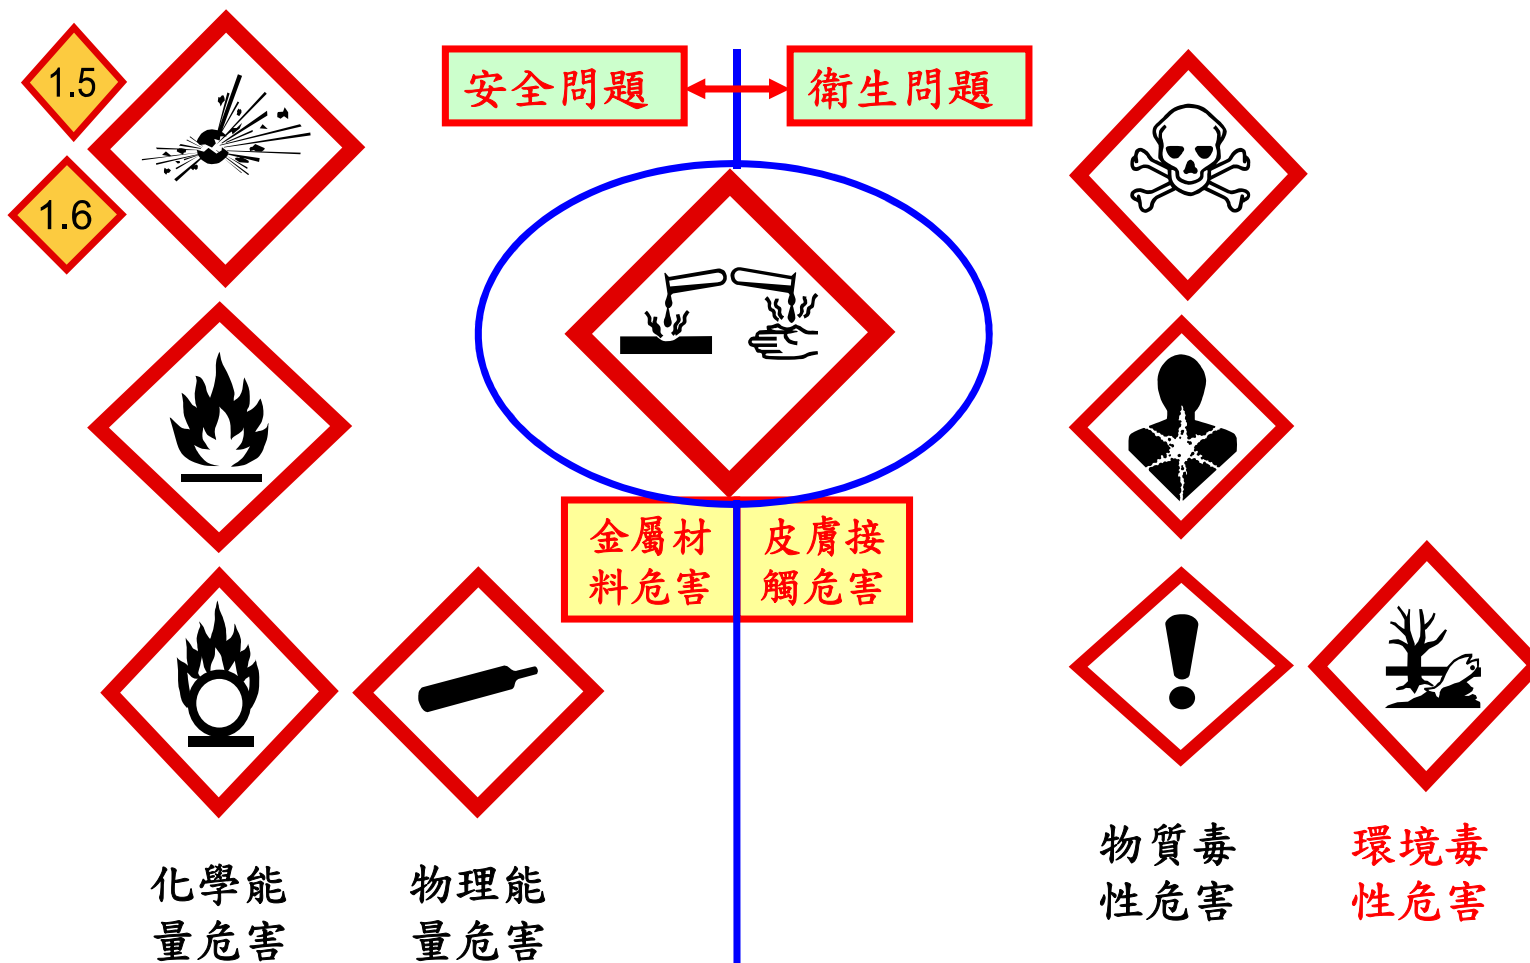 1.5
1.6
安全問題
衛生問題
金屬材
料危害
皮膚接
觸危害
化學能
量危害
物理能
量危害
物質毒
性危害
環境毒
性危害